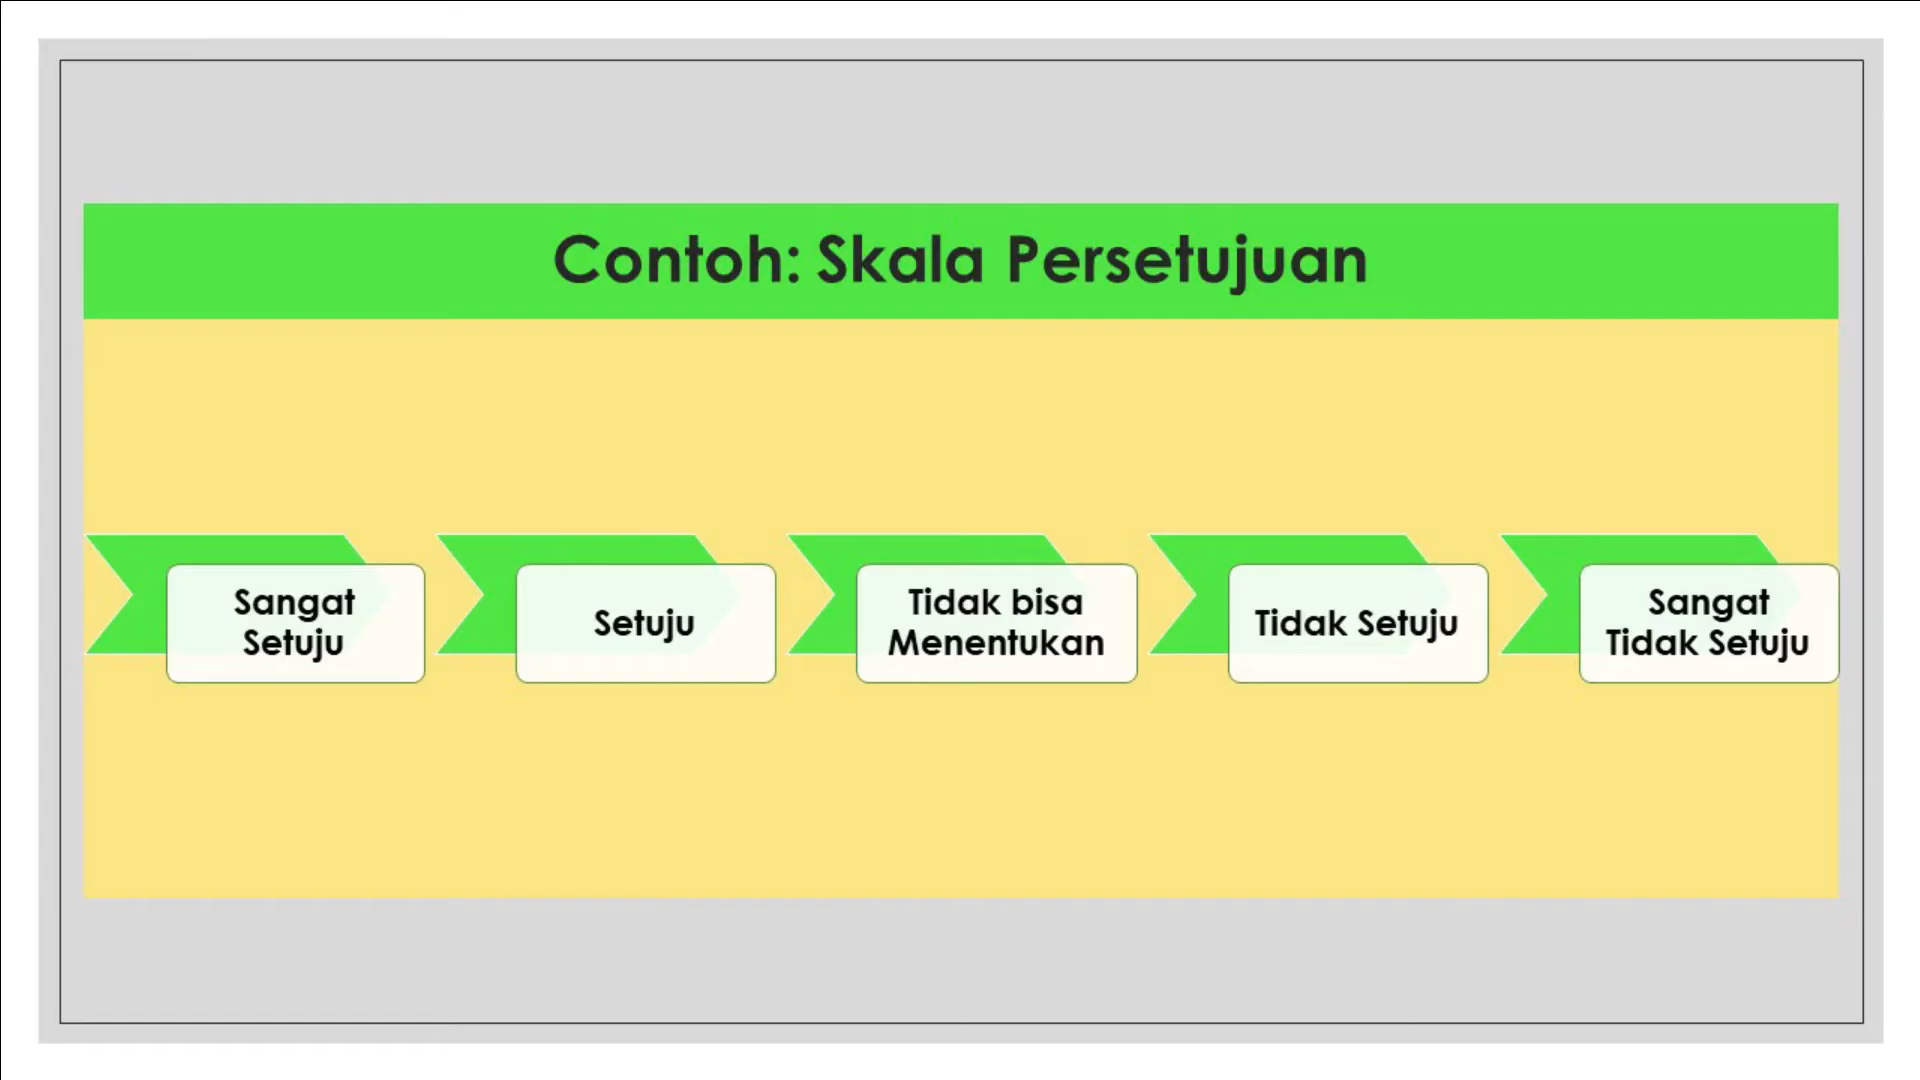 Contoh: Skala Persetujuan
Sangat
Setuju
Setuju
Tidak bisa
Menentukan
Tidak Setuju
Sangat
Tidak Setuju